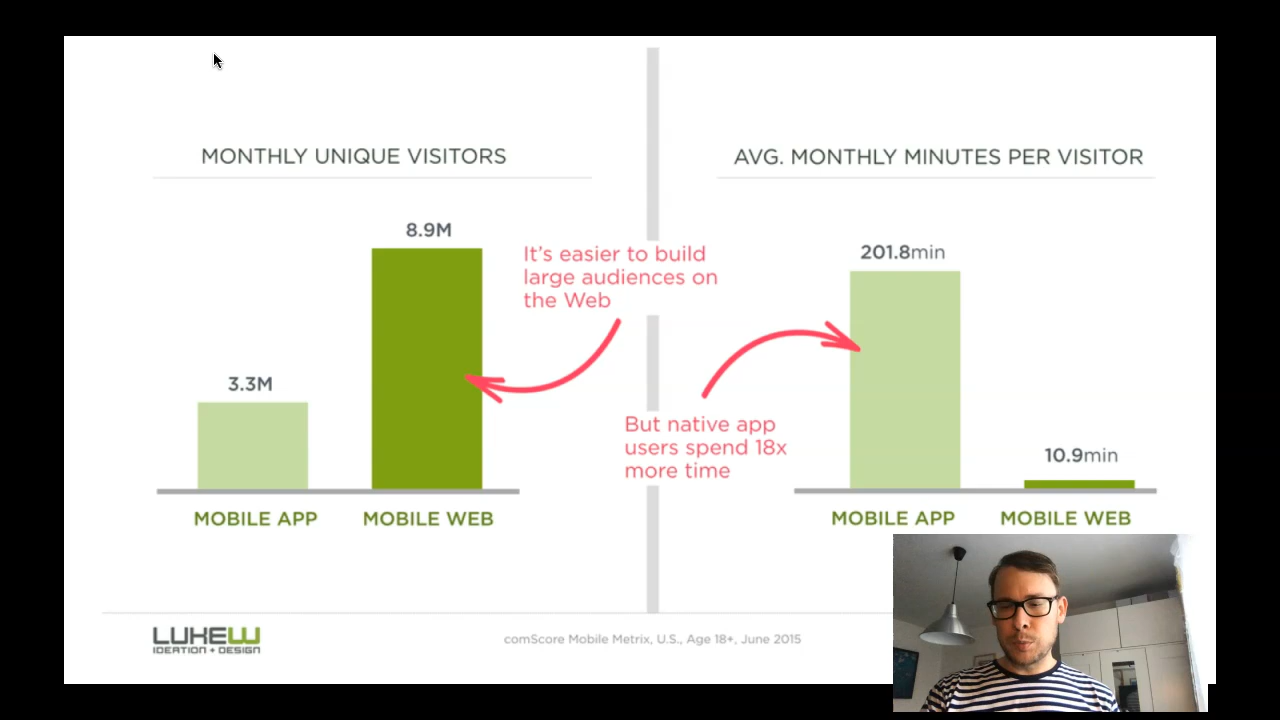 MONTHLY UNIQUE VISITORS
8.9M
3.3M
MOBILE APP MOBILE WEB
It's easier to build
large audiences on
the Web
But native app
users spend 18x
more time
AVG. MONTHLY MINUTES PER VISITOR
201.8min
10.9min
MOBILE APP MOBILE WEB
LUKEW
IDEATION + DESIGN
comScore Mobile Metrix, U.S., Age 18+, June 2015